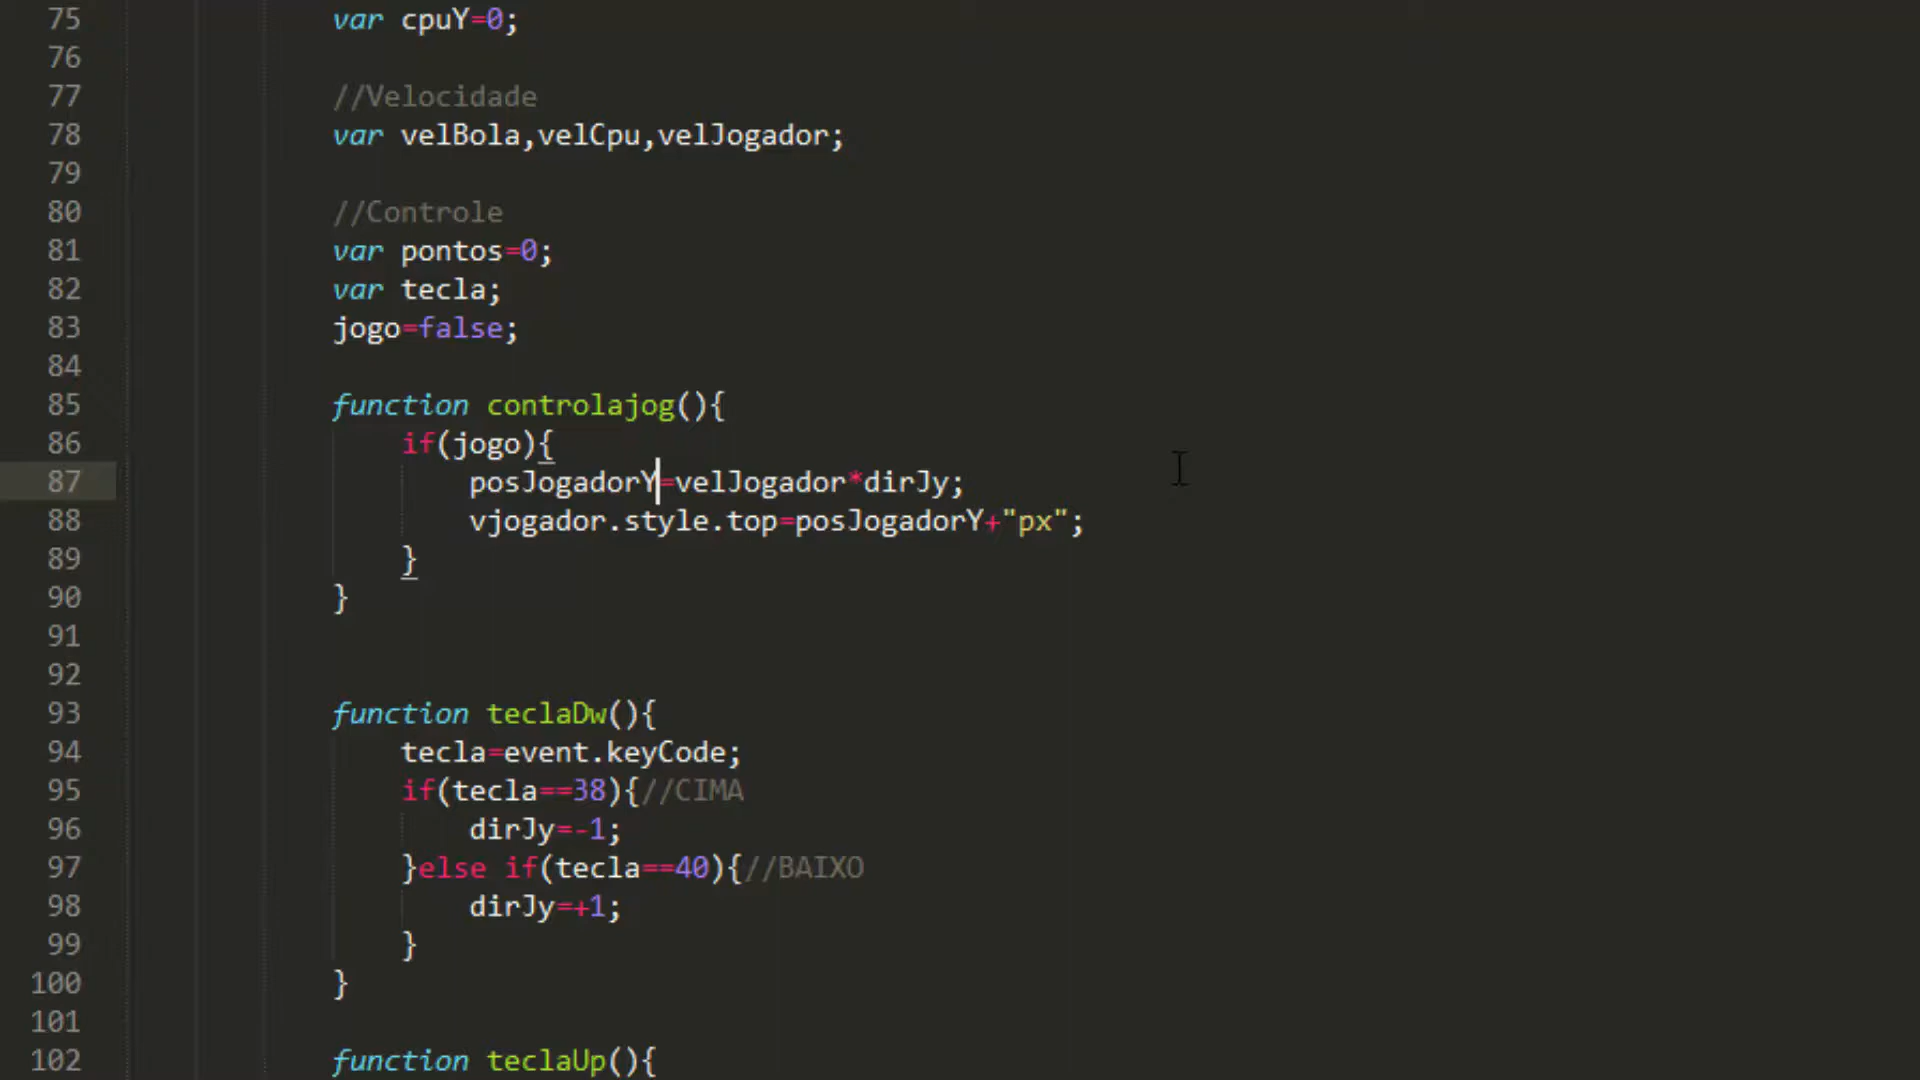 75 var cpuY=0;
76
77 //Velocidade
78 var velBola,velCpu,velJogador;
79
80 //Controle
81 var pontos=0;
82 var tecla;
83 jogo=false;
84
85 function controlajog(){
86 if(jogo){
87 posJogadorY=velJogador*dirJy;
88 vjogador.style.top=posJogadorY+"px";
89 }
90 }
91
92
93 function teclaDw(){
94 tecla=event.keyCode;
95 if(tecla==38){//CIMA
96 dirJy=-1;
97 }else if(tecla==40){//BAIXO
98 dirJy=+1;
99 }
100 }
101
102 function teclaUp(){